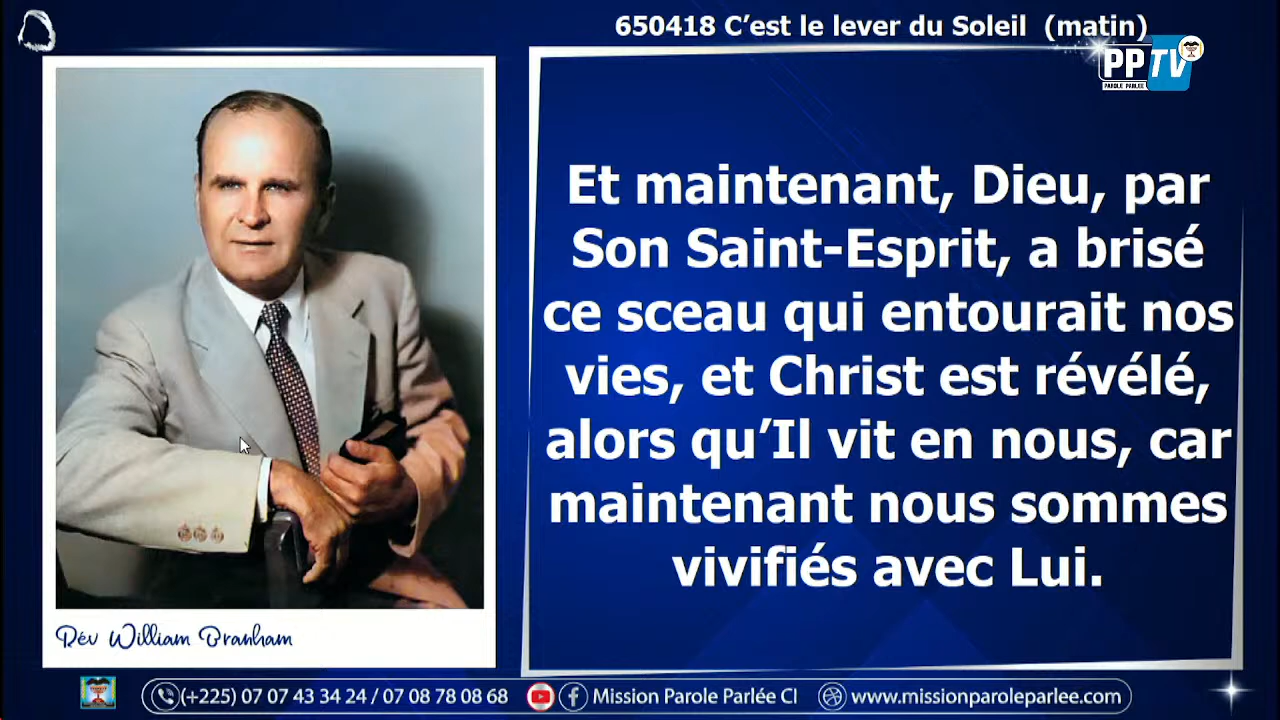 650418 C’est le lever du Soleil (matin)
PPTV
PAROLE PARLÉE
Et maintenant, Dieu, par
Son Saint-Esprit, a brisé
ce sceau qui entourait nos
vies, et Christ est révélé,
alors qu’Il vit en nous, car
maintenant nous sommes
vivifiés avec Lui.
Rév William Branham
(+225) 07 07 43 34 24 / 07 08 78 08 68
Mission Parole Parlée CI
www.missionparoleparlee.com